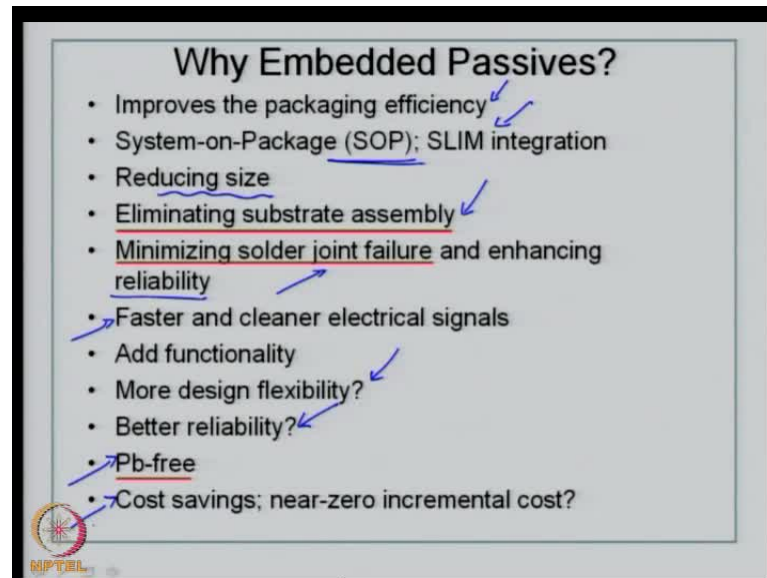 Why Embedded Passives?
• Improves the packaging efficiency
• System-on-Package (SOP); SLIM integration
• Reducing size
• Eliminating substrate assembly
• Minimizing solder joint failure and enhancing
reliability
• Faster and cleaner electrical signals
• Add functionality
• More design flexibility?
• Better reliability?
• Pb-free
• Cost savings; near-zero incremental cost?
NPTEL